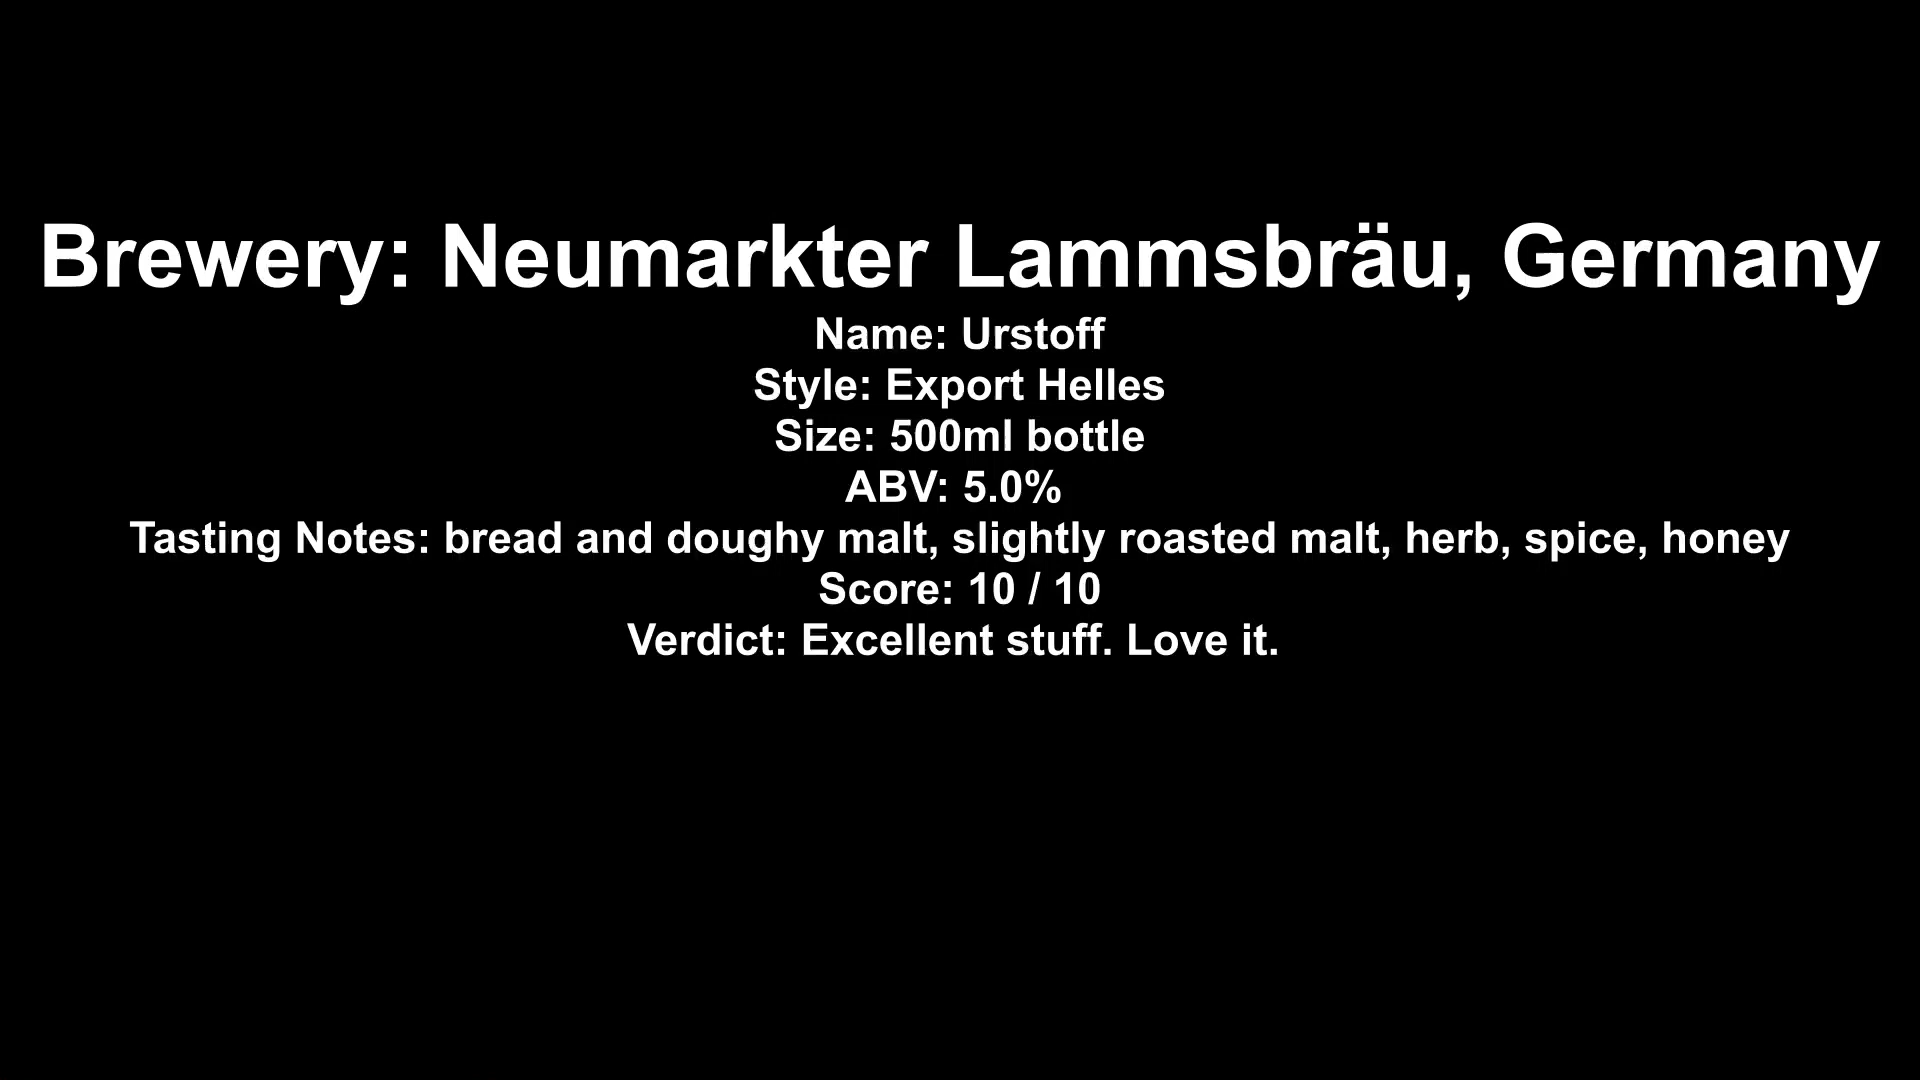 Brewery: Neumarkter Lammsbräu, Germany
Name: Urstoff
Style: Export Helles
Size: 500ml bottle
ABV: 5.0%
Tasting Notes: bread and doughy malt, slightly roasted malt, herb, spice, honey
Score: 10 / 10
Verdict: Excellent stuff. Love it.